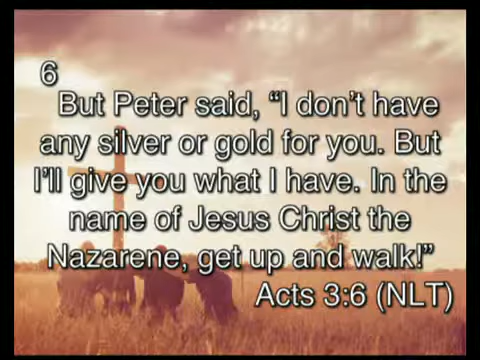 6
But Peter said, “I don’t have
any silver or gold for you. But
I’ll give you what I have. In the
name of Jesus Christ the
Nazarene, get up and walk!”
Acts 3:6 (NLT)